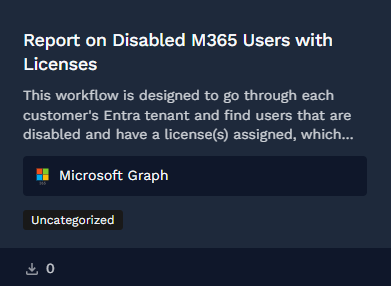 Report on Disabled M365 Users with
Licenses
This workflow is designed to go through each
customer's Entra tenant and find users that are
disabled and have a license(s) assigned, which...
Microsoft Graph
Uncategorized
0